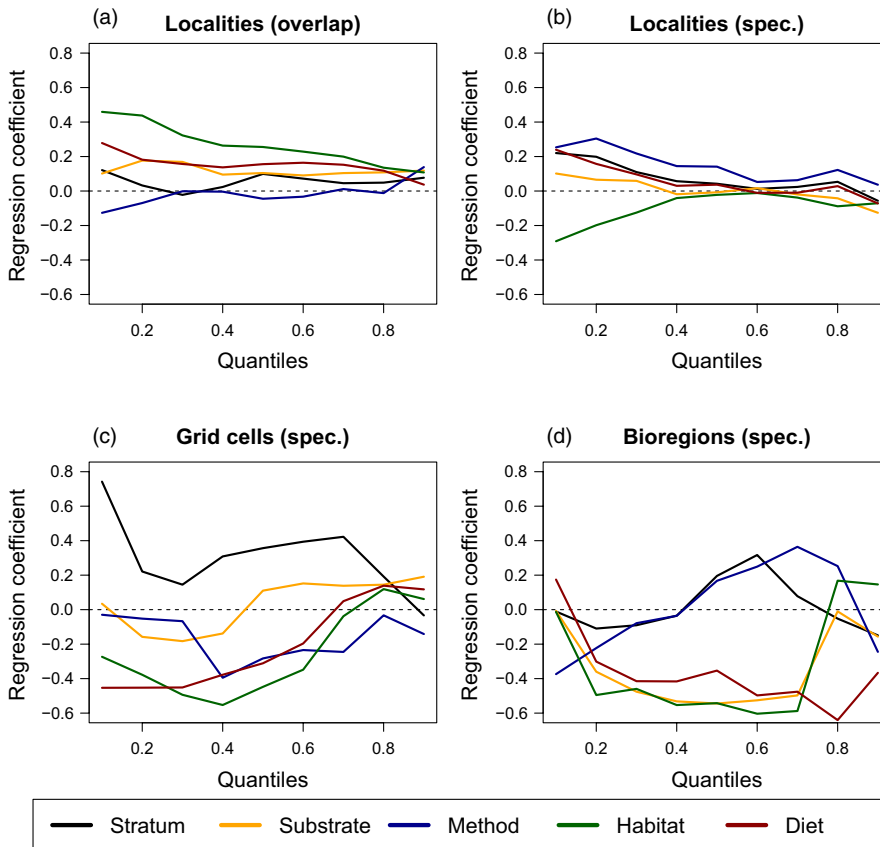 (a) Localities (overlap)
Regression coefficient
0.8
0.6
0.4
0.2
0.0
−0.2
−0.4
−0.6
0.2 0.4 0.6 0.8
Quantiles
(b) Localities (spec.)
Regression coefficient
0.8
0.6
0.4
0.2
0.0
−0.2
−0.4
−0.6
0.2 0.4 0.6 0.8
Quantiles
(c) Grid cells (spec.)
Regression coefficient
0.8
0.6
0.4
0.2
0.0
−0.2
−0.4
−0.6
0.2 0.4 0.6 0.8
Quantiles
(d) Bioregions (spec.)
Regression coefficient
0.8
0.6
0.4
0.2
0.0
−0.2
−0.4
−0.6
0.2 0.4 0.6 0.8
Quantiles
Stratum Substrate Method Habitat Diet